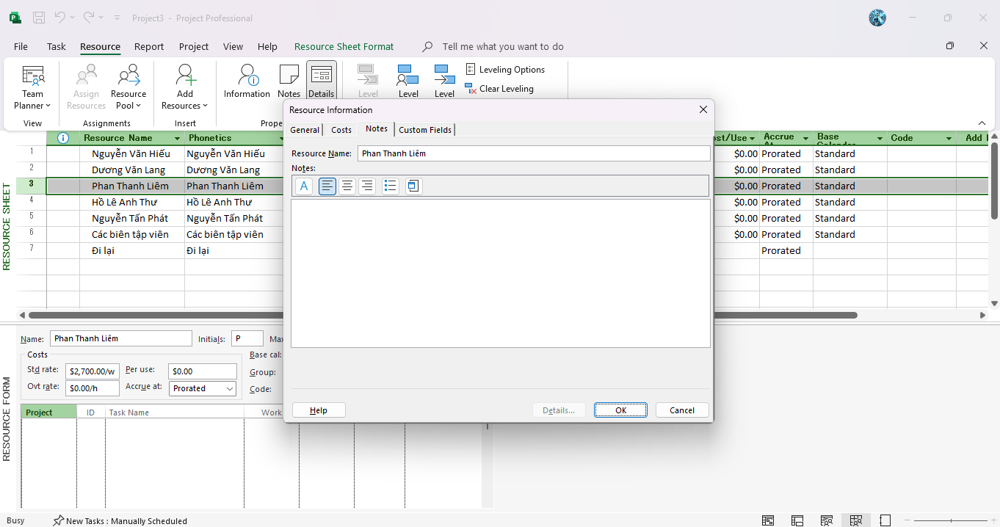 Project3 - Project Professional
File Task Resource Report Project View Help Resource Sheet Format Tell me what you want to do
Team Planner
View
Assign Resources
Resource Pool
Assignments
Add Resources
Insert
Information
Notes
Details
Level
Level
Level
Leveling Options
Clear Leveling
Resource Information
General Costs Notes Custom Fields
Resource Name: Phan Thanh Liêm
Notes:
A
Help Details... OK Cancel
RESOURCE SHEET
Resource Name Phonetics Accrue Base Code Add
1 Nguyễn Văn Hiếu Nguyễn Văn Hiếu $0.00 Prorated Standard
2 Dương Văn Lang Dương Văn Lang $0.00 Prorated Standard
3 Phan Thanh Liêm Phan Thanh Liêm $0.00 Prorated Standard
4 Hồ Lê Anh Thư Hồ Lê Anh Thư $0.00 Prorated Standard
5 Nguyễn Tấn Phát Nguyễn Tấn Phát $0.00 Prorated Standard
6 Các biên tập viên Các biên tập viên $0.00 Prorated Standard
7 Đi lại Đi lại Prorated
RESOURCE FORM
Name: Phan Thanh Liêm Initials: P
Costs
Base cal:
Std rate: $2,700.00/w Per use: $0.00
Group:
Ovt rate: $0.00/h Accrue at: Prorated
Code:
Project ID Task Name Work
Busy New Tasks : Manually Scheduled